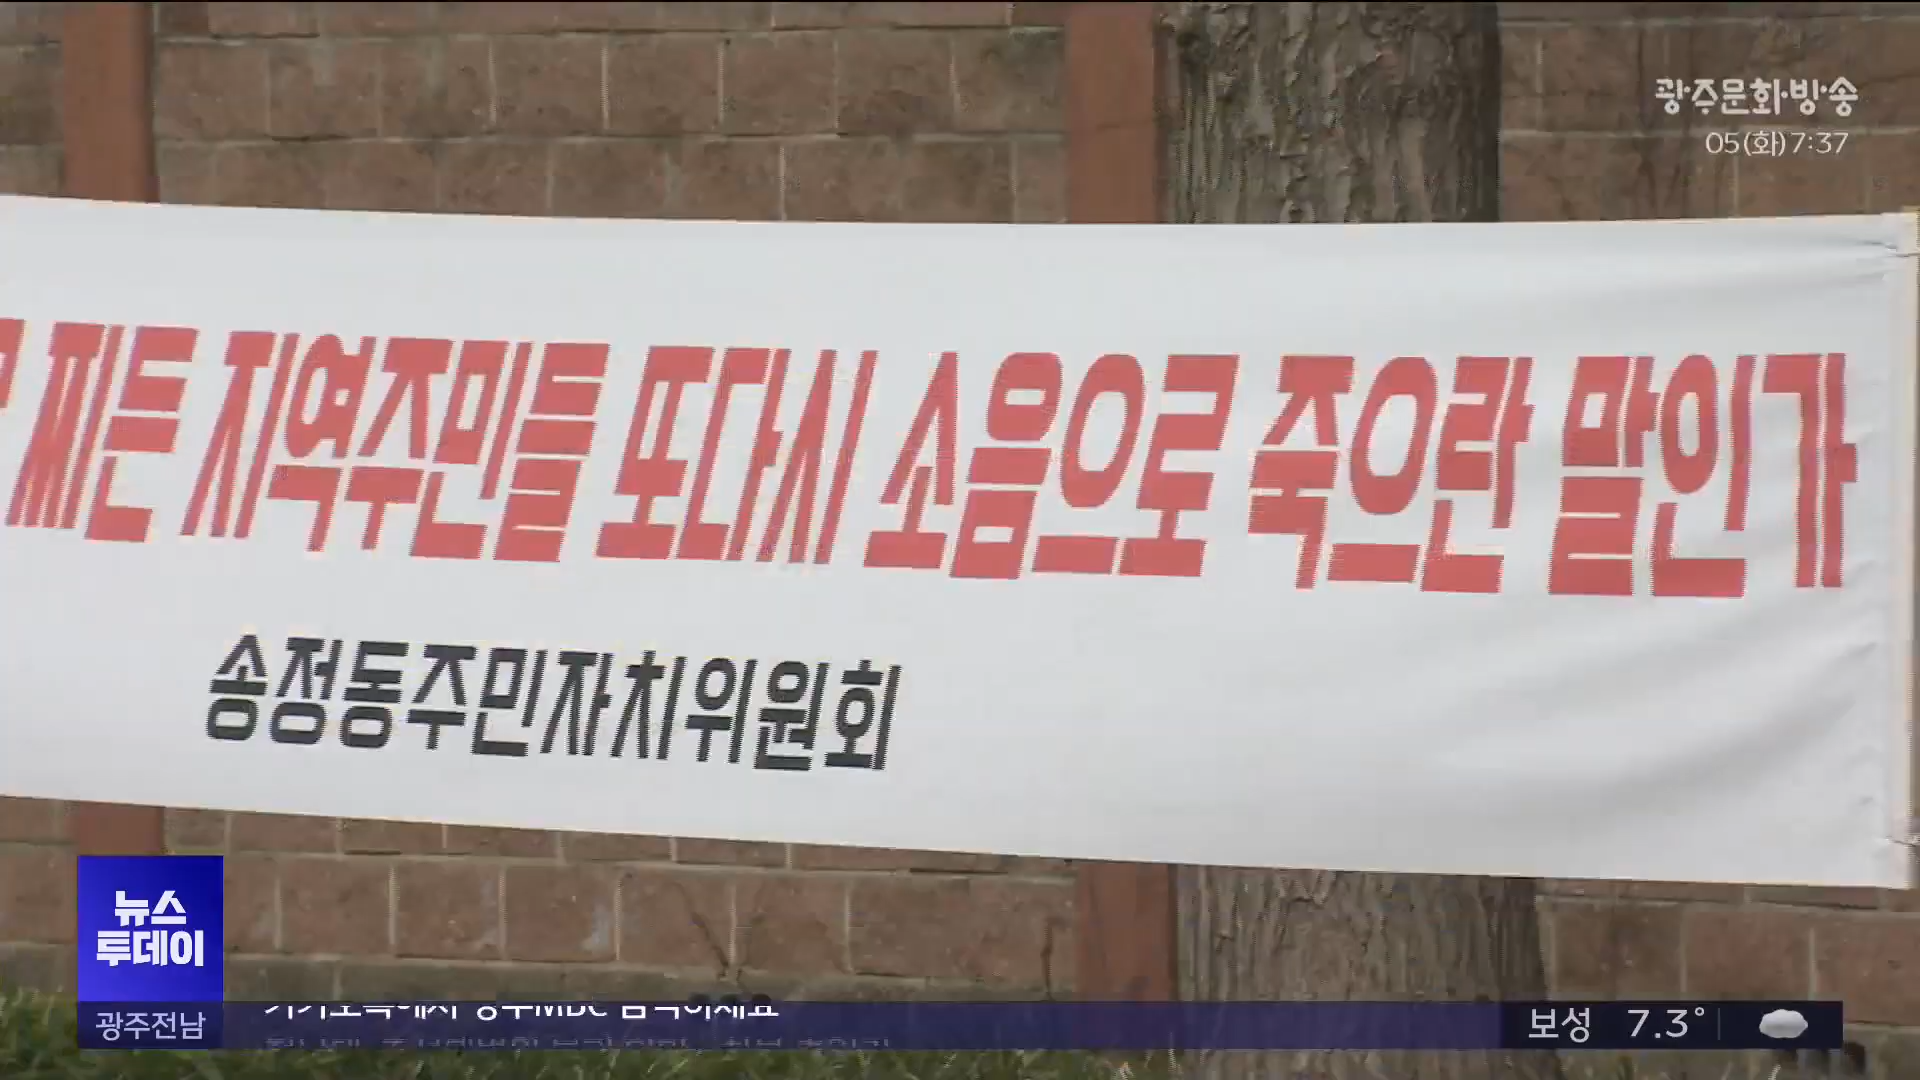 광주문화방송
05(화)7:37
찌든 지역주민들 또다시 소음으로 죽으란 말인가
송정동주민자치위원회
뉴스
투데이
광주전남
보성 7.3°